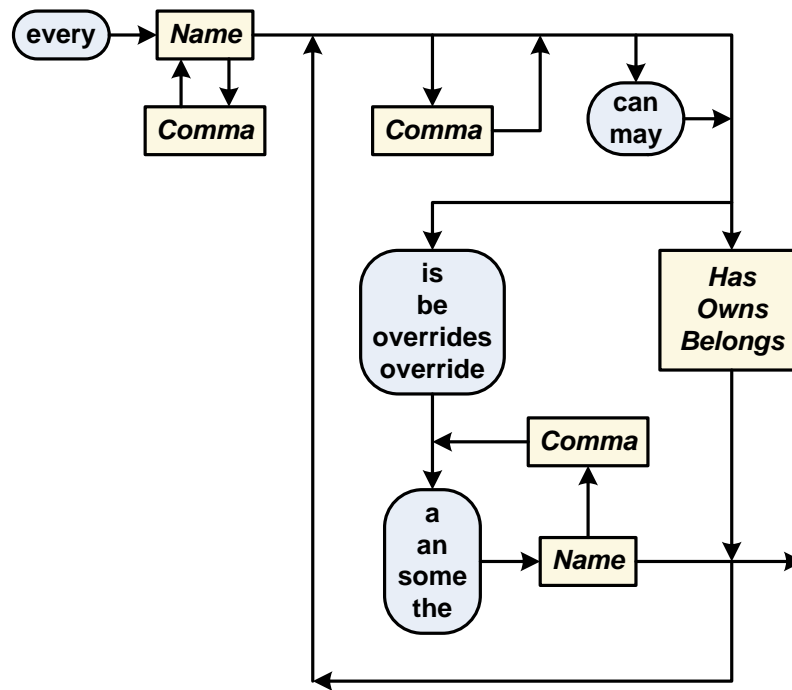 every
Name
Comma
Comma
can
may
is
be
overrides
override
Has
Owns
Belongs
Comma
a
an
some
the
Name